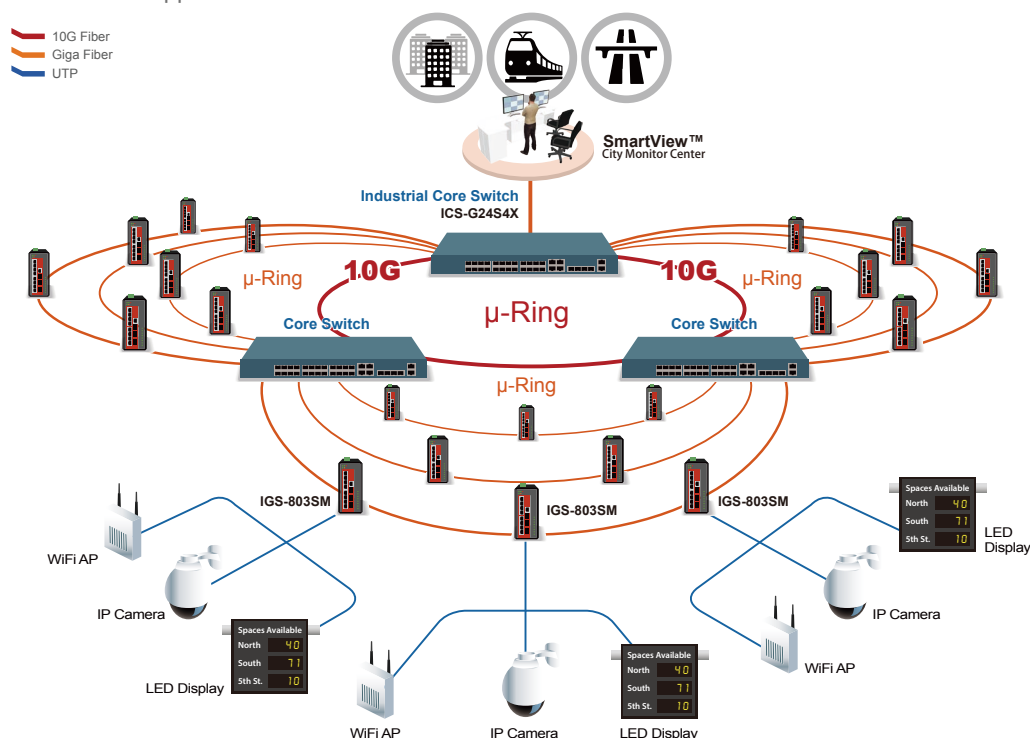 10G Fiber
Giga Fiber
UTP
SmartView™
City Monitor Center
Industrial Core Switch
ICS-G24S4X
10G
10G
μ-Ring
μ-Ring
μ-Ring
Core Switch
Core Switch
μ-Ring
IGS-803SM
IGS-803SM
IGS-803SM
Spaces Available
North 40
South 71
5th St. 10
LED
Display
WiFi AP
IP Camera
IP Camera
Spaces Available
North 40
South 71
5th St. 10
LED Display
Spaces Available
North 40
South 71
5th St. 10
WiFi AP
WiFi AP
IP Camera
LED Display